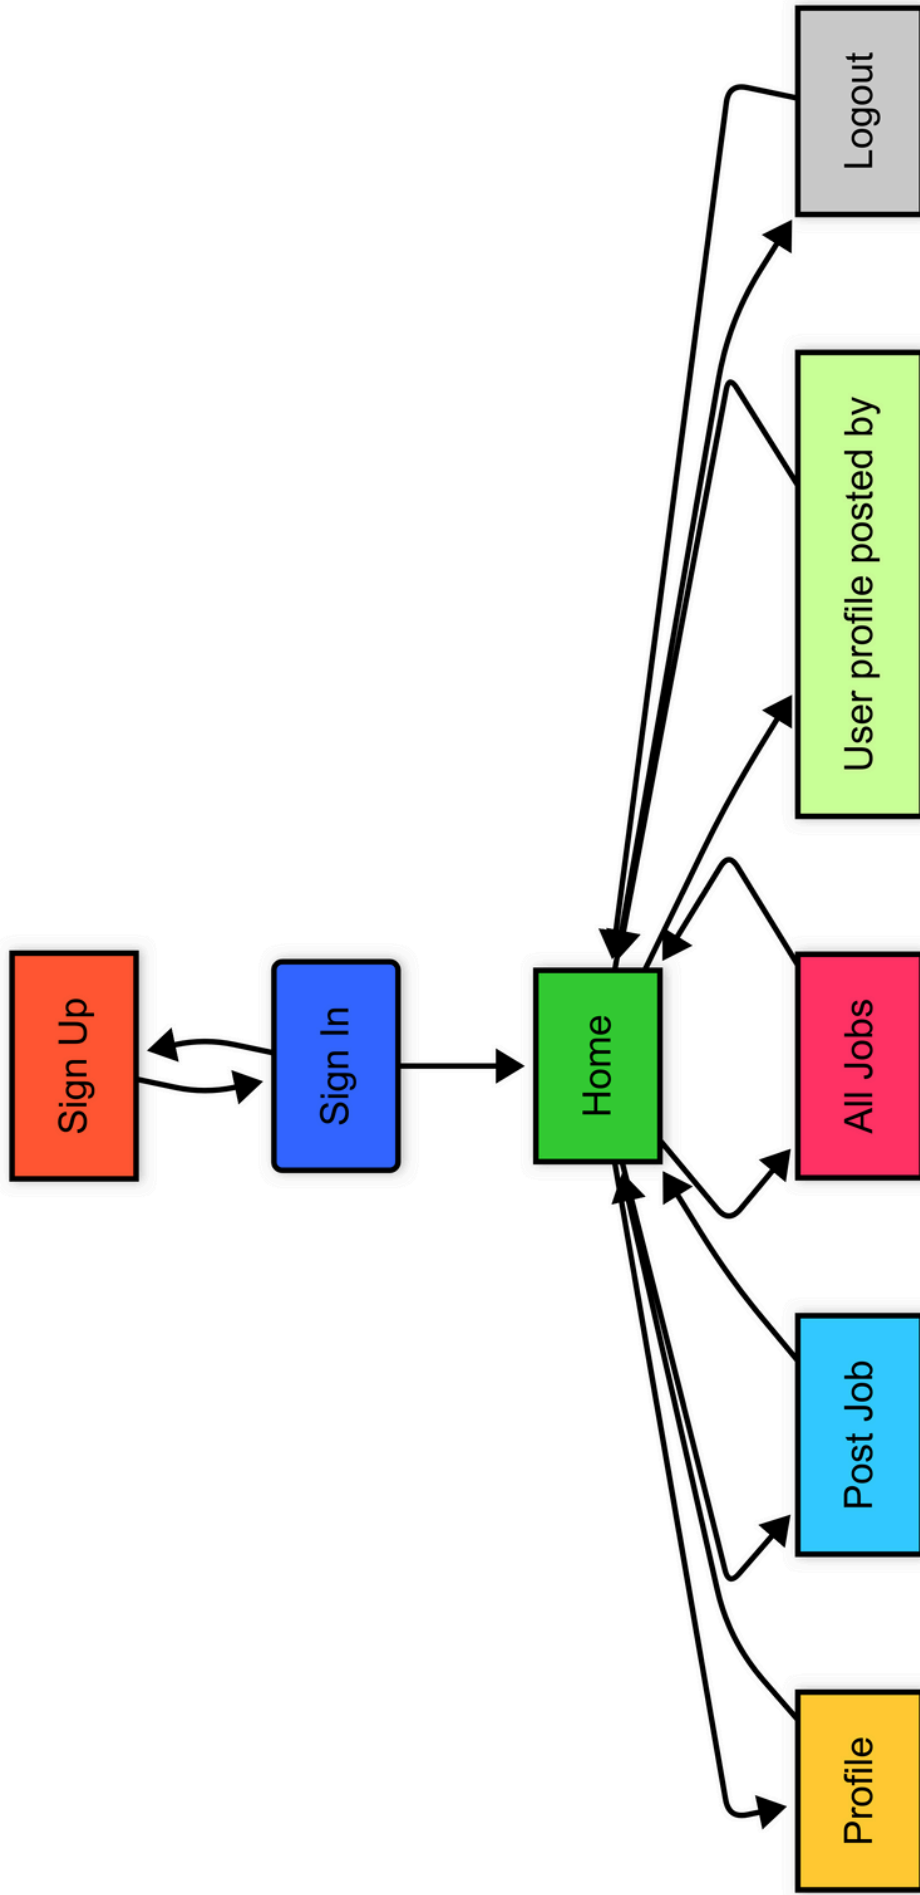 Sign Up
Sign In
Home
Profile
Post Job
All Jobs
User profile posted by
Logout